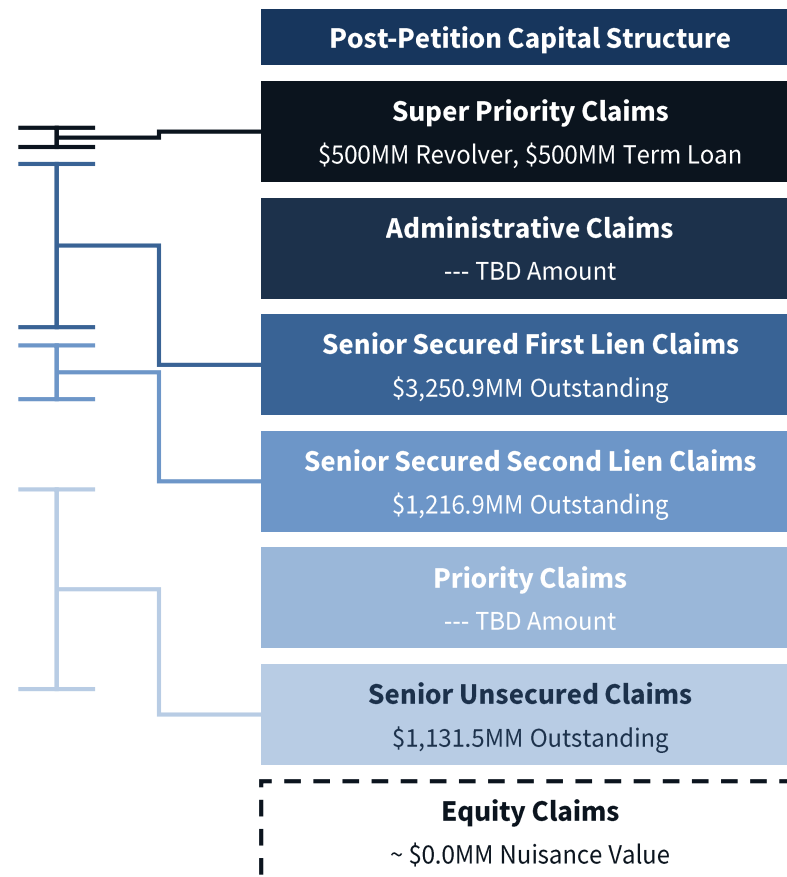 Post-Petition Capital Structure
Super Priority Claims
$500MM Revolver, $500MM Term Loan
Administrative Claims
--- TBD Amount
Senior Secured First Lien Claims
$3,250.9MM Outstanding
Senior Secured Second Lien Claims
$1,216.9MM Outstanding
Priority Claims
--- TBD Amount
Senior Unsecured Claims
$1,131.5MM Outstanding
Equity Claims
~ $0.0MM Nuisance Value